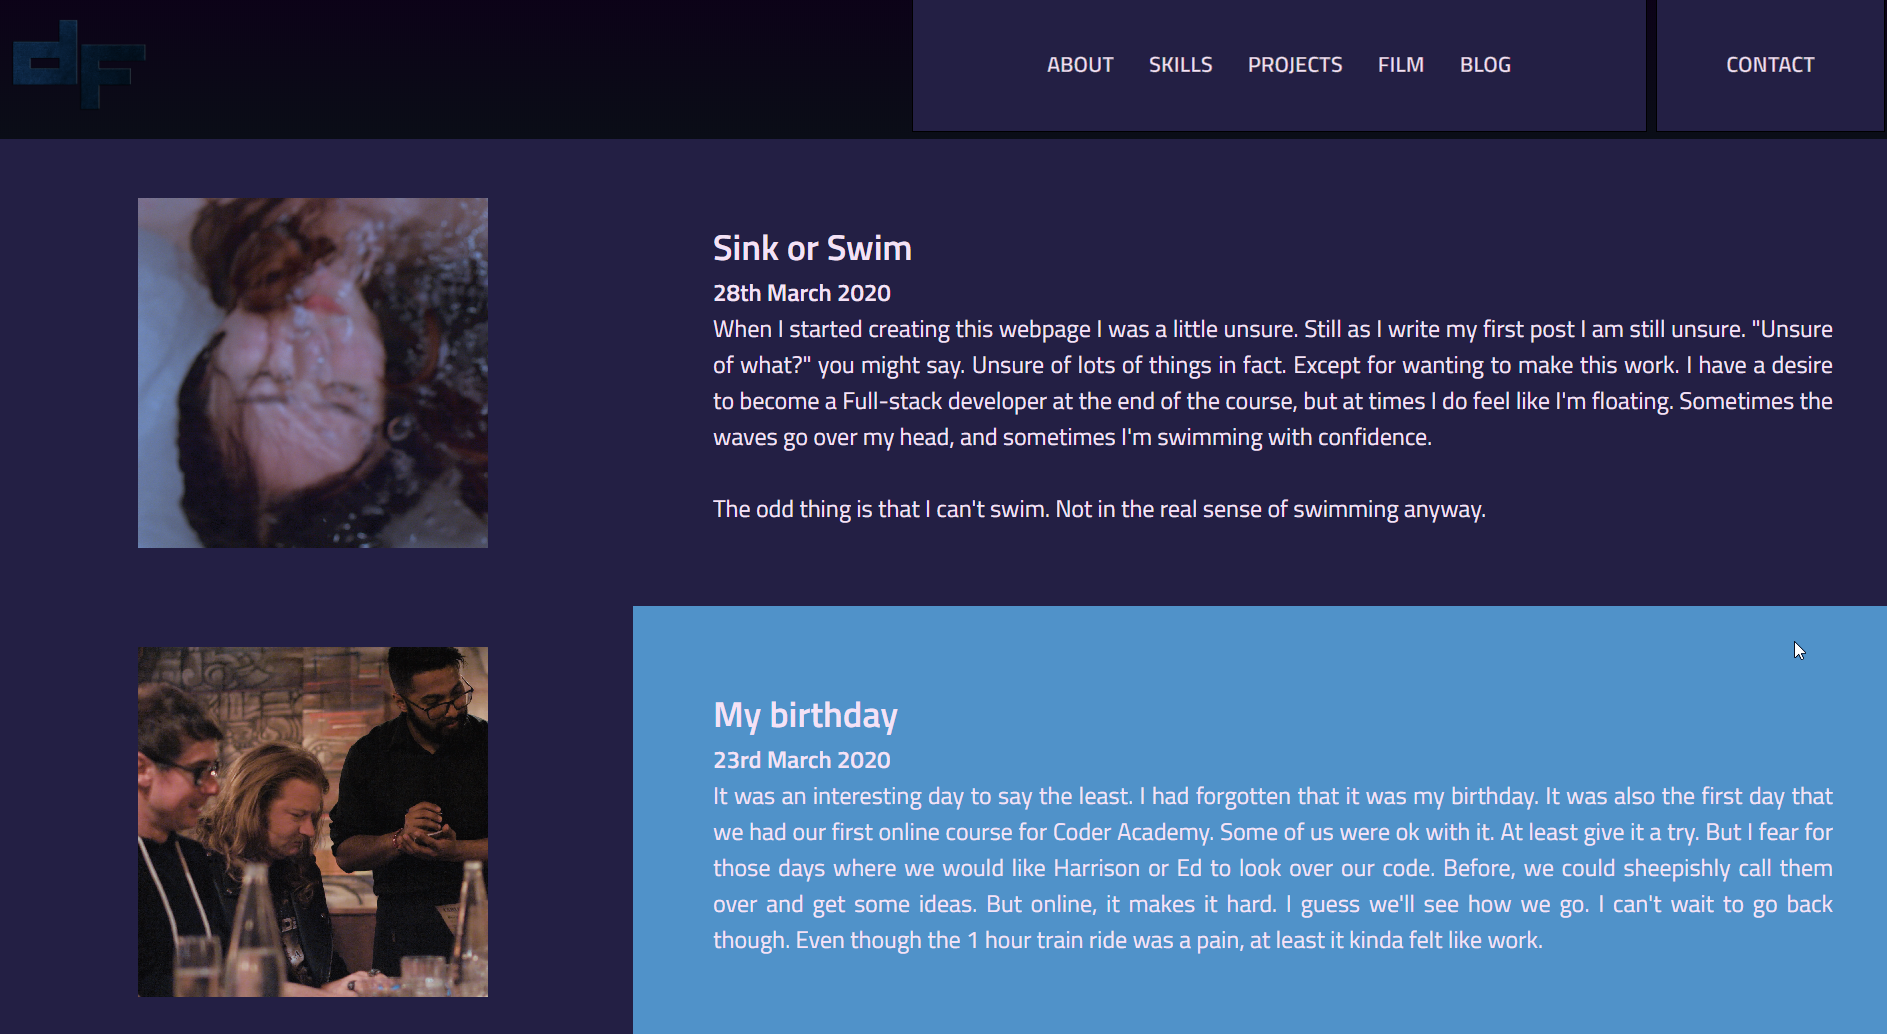 dF
ABOUT SKILLS PROJECTS FILM BLOG CONTACT
Sink or Swim
28th March 2020
When I started creating this webpage I was a little unsure. Still as I write my first post I am still unsure. "Unsure
of what?" you might say. Unsure of lots of things in fact. Except for wanting to make this work. I have a desire
to become a Full-stack developer at the end of the course, but at times I do feel like I'm floating. Sometimes the
waves go over my head, and sometimes I'm swimming with confidence.
The odd thing is that I can't swim. Not in the real sense of swimming anyway.
My birthday
23rd March 2020
It was an interesting day to say the least. I had forgotten that it was my birthday. It was also the first day that
we had our first online course for Coder Academy. Some of us were ok with it. At least give it a try. But I fear for
those days where we would like Harrison or Ed to look over our code. Before, we could sheepishly call them
over and get some ideas. But online, it makes it hard. I guess we'll see how we go. I can't wait to go back
though. Even though the 1 hour train ride was a pain, at least it kinda felt like work.